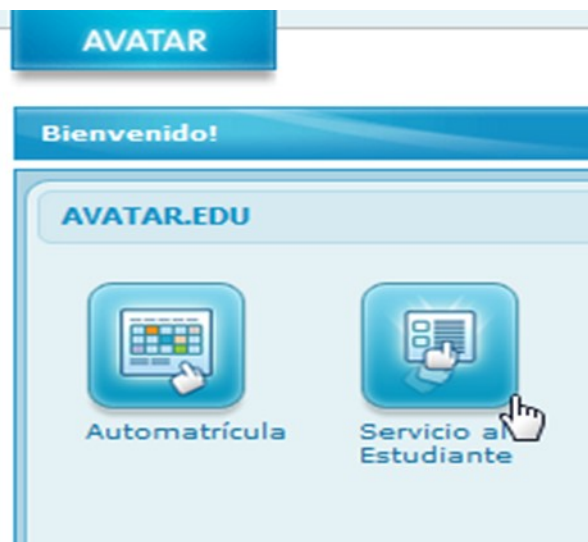 AVATAR
Bienvenido!
AVATAR.EDU
Automatrícula
Servicio al
Estudiante